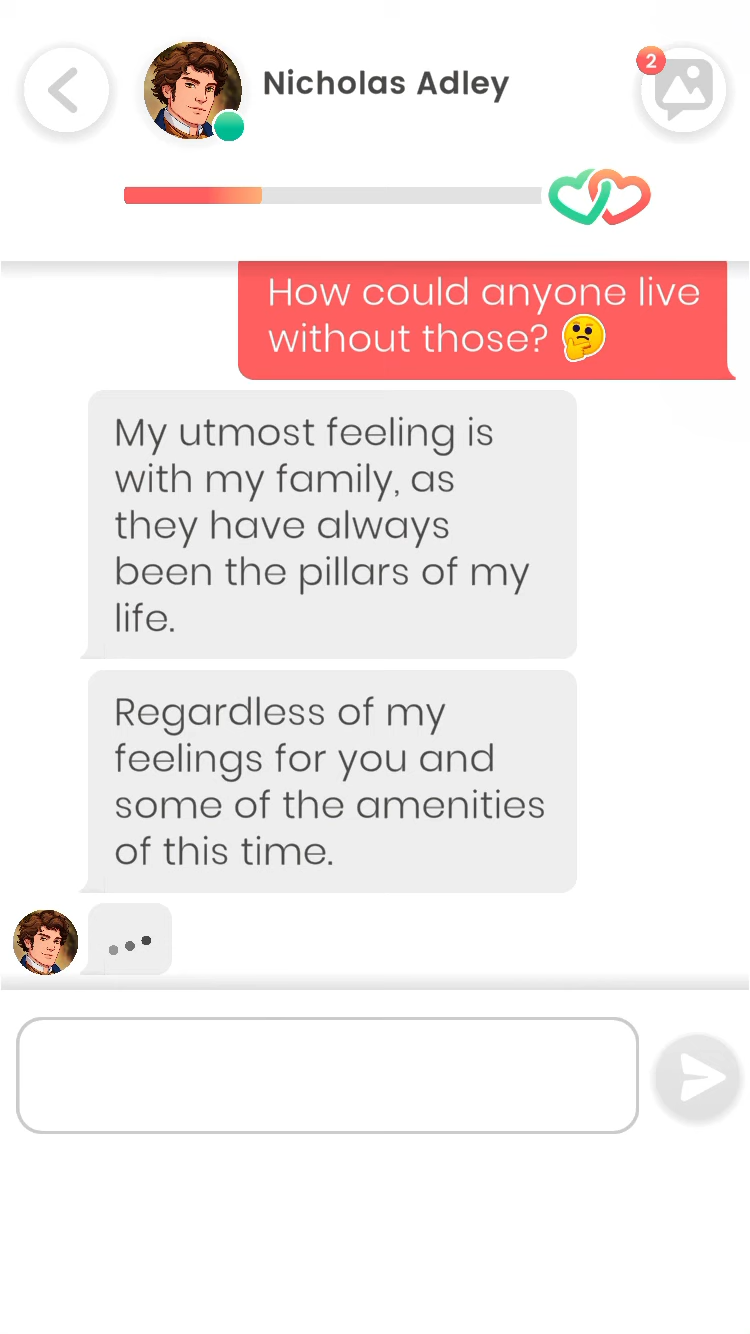 Nicholas Adley
2
How could anyone live
without those? 🤔
My utmost feeling is
with my family, as
they have always
been the pillars of my
life.
Regardless of my
feelings for you and
some of the amenities
of this time.